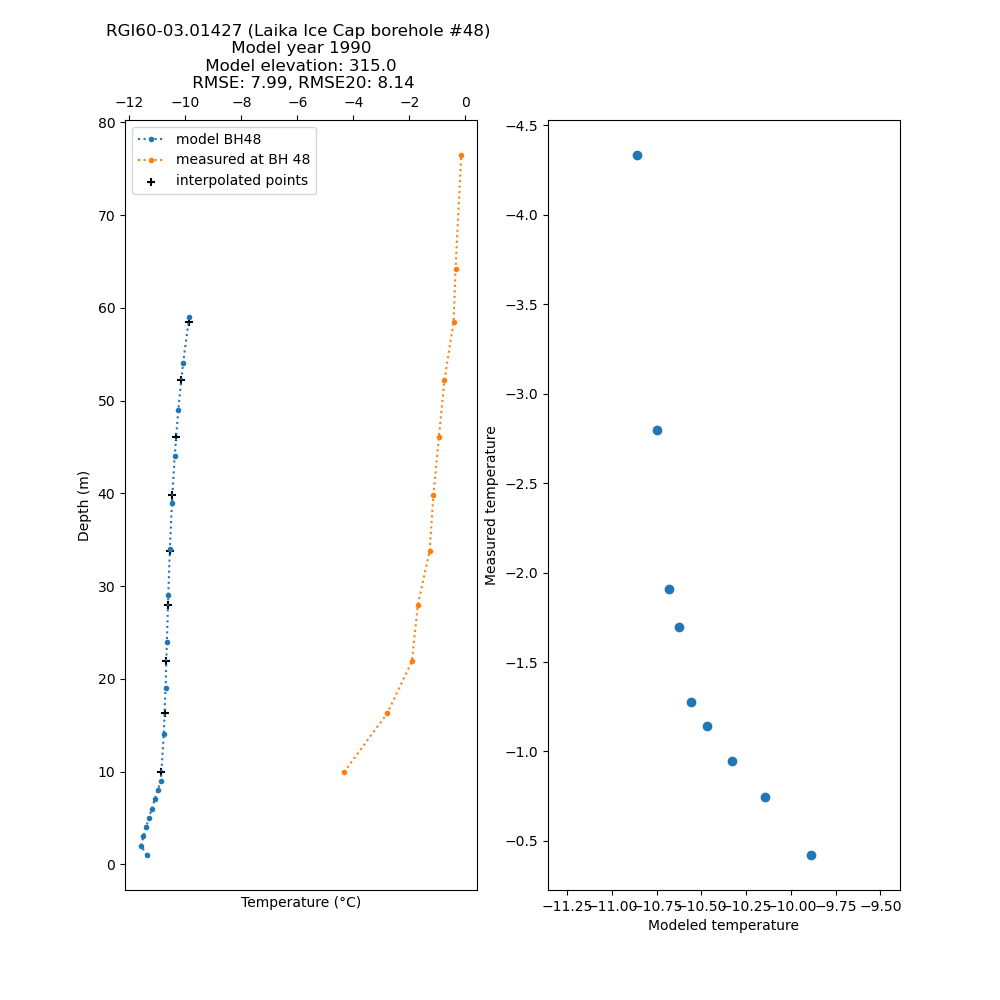 RGI60-03.01427 (Laika Ice Cap borehole #48)
Model year 1990
Model elevation: 315.0
RMSE: 7.99, RMSE20: 8.14
−12 −10 −8 −6 −4 −2 0
80
70
60
50
40
30
20
10
0
Depth (m)
model BH48
measured at BH 48
interpolated points
Temperature (°C)
−4.5
−4.0
−3.5
−3.0
−2.5
−2.0
−1.5
−1.0
−0.5
Measured temperature
−11.25 −11.00 −10.75 −10.50 −10.25 −10.00 −9.75 −9.50
Modeled temperature